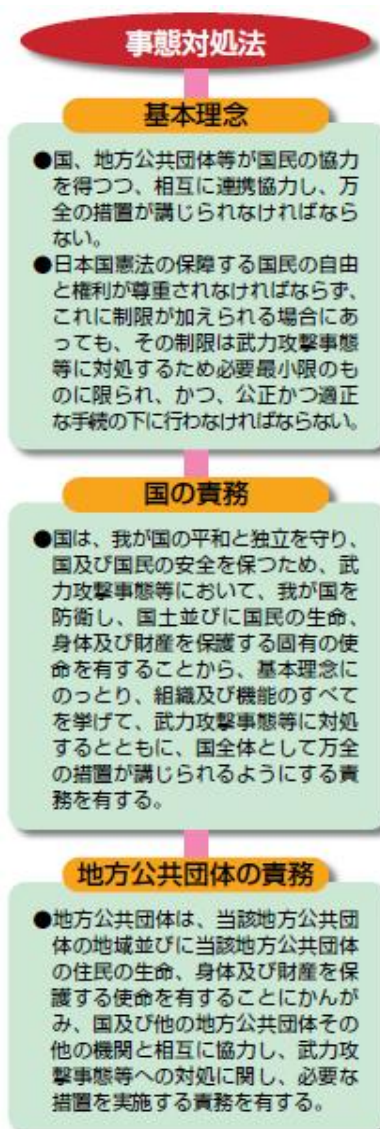 事態対処法
基本理念
●国、地方公共団体等が国民の協力
を得つつ、相互に連携協力し、万
全の措置が講じられなければなら
ない。
●日本国憲法の保障する国民の自由
と権利が尊重されなければならず、
これに制限が加えられる場合にあ
っても、その制限は武力攻撃事態
等に対処するため必要最小限のも
のに限られ、かつ、公正かつ適正
な手続の下に行わなければならない。
国の責務
●国は、我が国の平和と独立を守り、
国及び国民の安全を保つため、武
力攻撃事態等において、我が国を
防衛し、国土並びに国民の生命、
身体及び財産を保護する固有の使
命を有することから、基本理念に
のっとり、組織及び機能のすべて
を挙げて、武力攻撃事態等に対処
するとともに、国全体として万全
の措置が講じられるようにする責
務を有する。
地方公共団体の責務
●地方公共団体は、当該地方公共団
体の地域並びに当該地方公共団体
の住民の生命、身体及び財産を保
護する使命を有することにかんが
み、国及び他の地方公共団体その
他の機関と相互に協力し、武力攻
撃事態等への対処に関し、必要な
措置を実施する責務を有する。